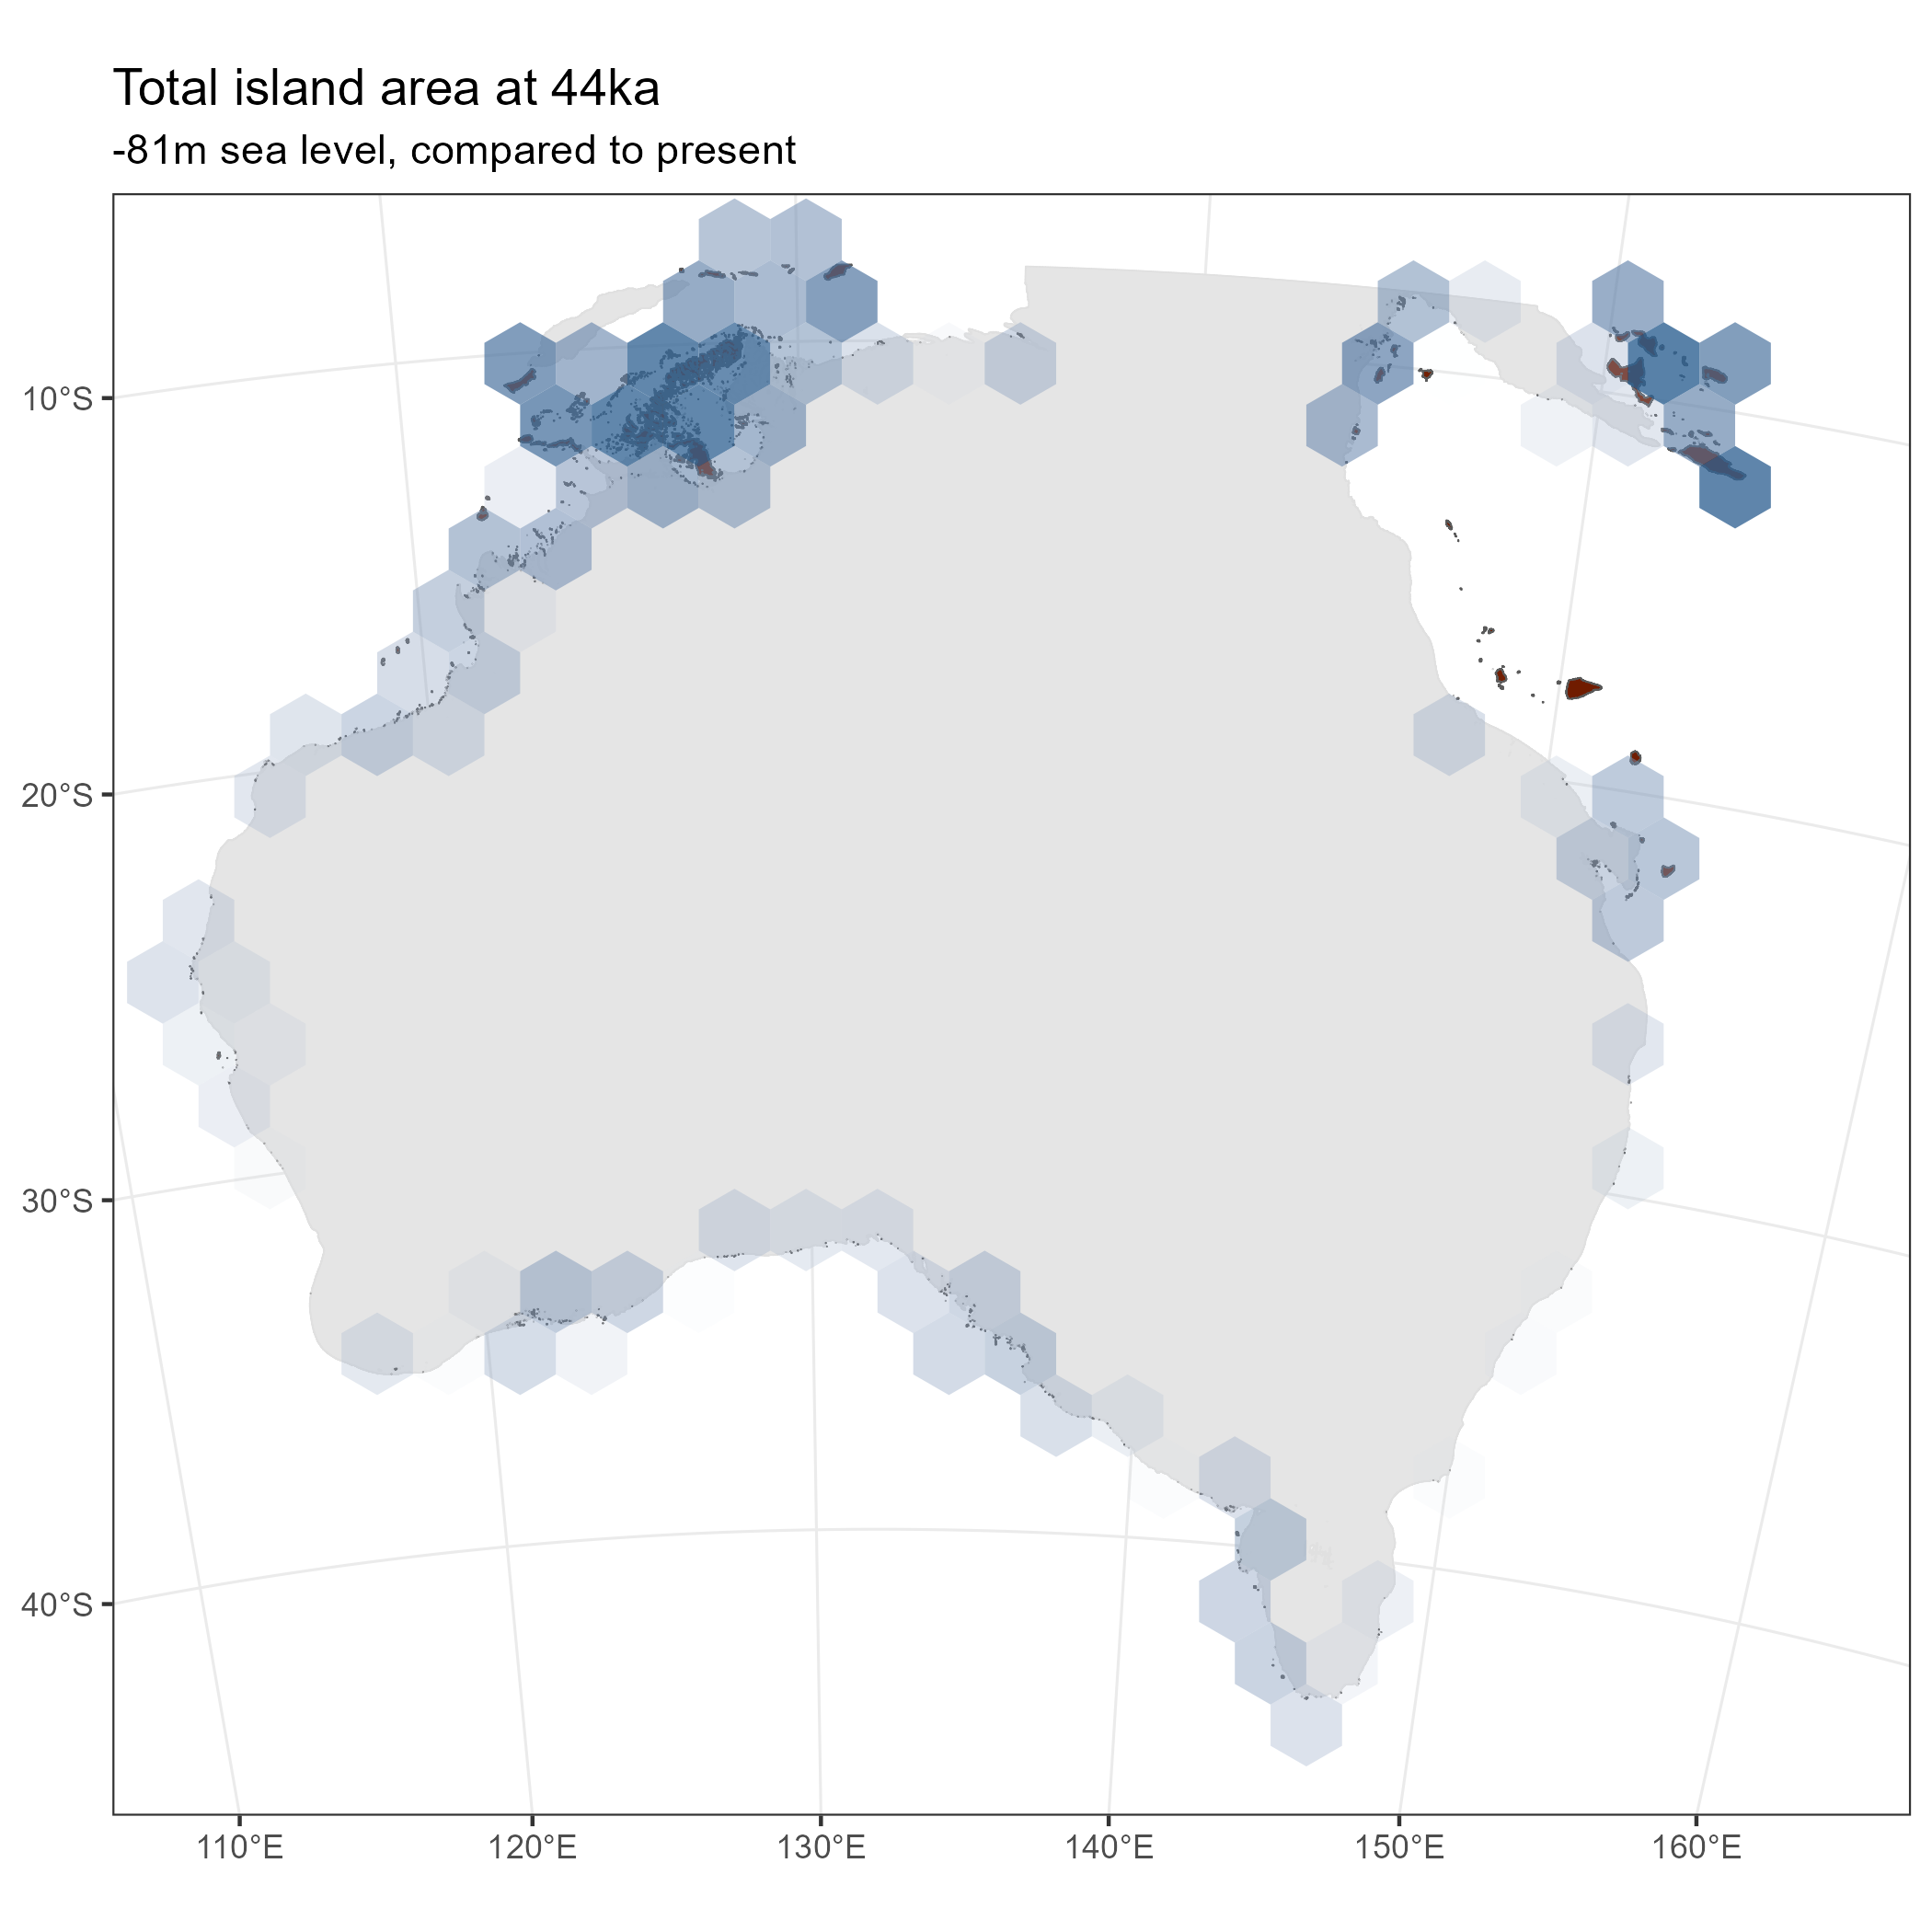 Total island area at 44ka
-81m sea level, compared to present
10°S
20°S
30°S
40°S
110°E
120°E
130°E
140°E
150°E
160°E